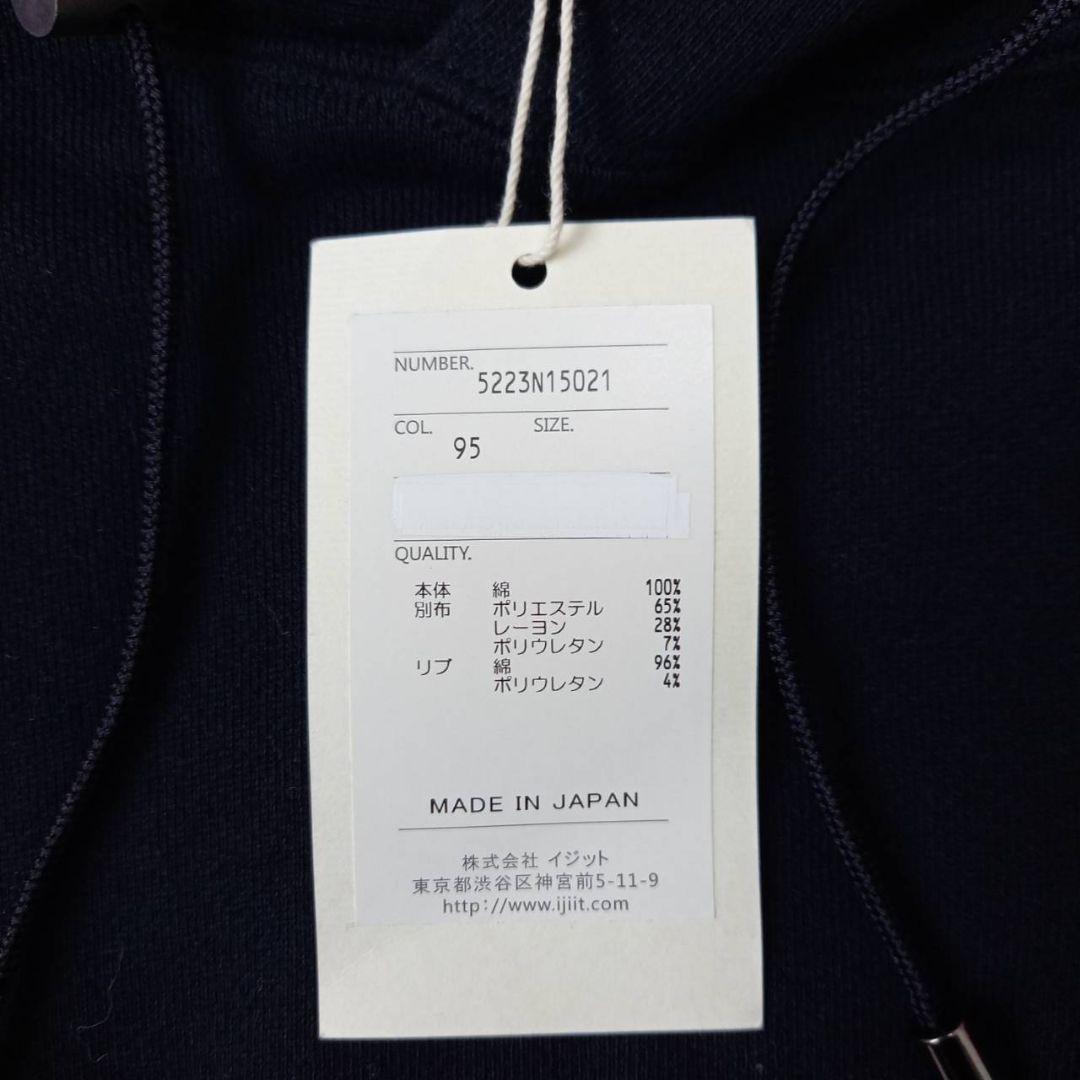 NUMBER. 5223N15021
COL. SIZE.
95
QUALITY.
本体 綿 100%
別布 ポリエステル 65%
レーヨン 28%
ポリウレタン 7%
リブ 綿 96%
ポリウレタン 4%
MADE IN JAPAN
株式会社 イジット
東京都渋谷区神宮前5-11-9
http://www.ijiit.com